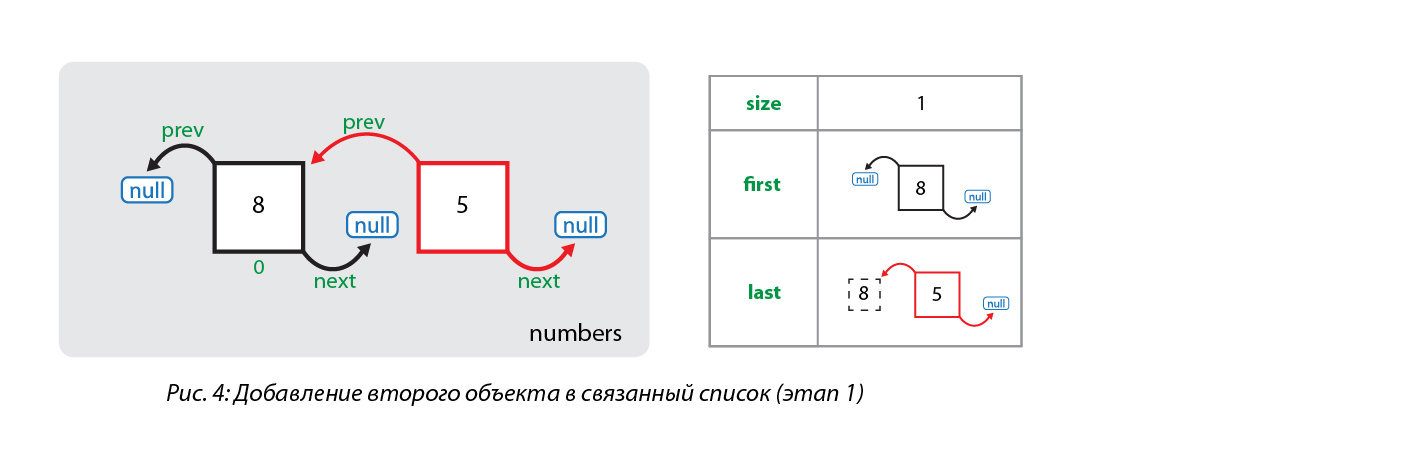 prev
null
8
0
next
null
prev
5
next
null
numbers
size
1
first
null
8
null
last
8
5
null
Рис. 4: Добавление второго объекта в связанный список (этап 1)